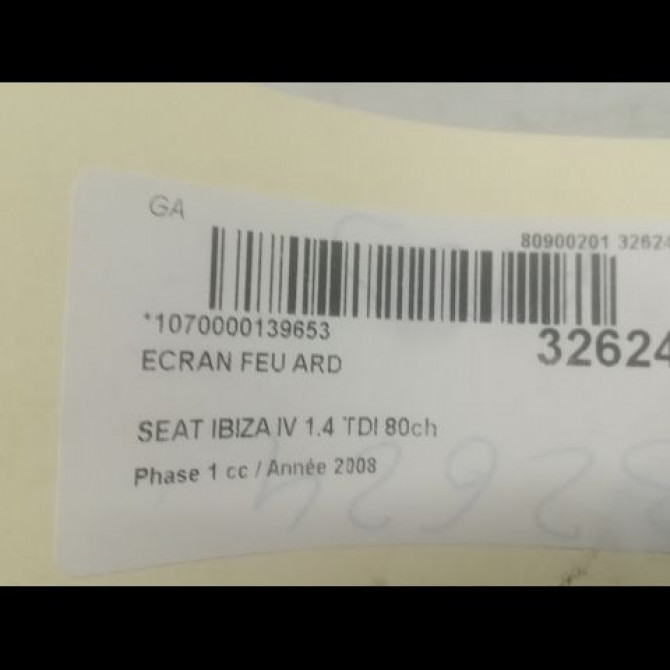 GA
80900201 32624
*1070000139653
32624
ECRAN FEU ARD
SEAT IBIZA IV 1.4 TDI 80ch
Phase 1 cc / Année 2008